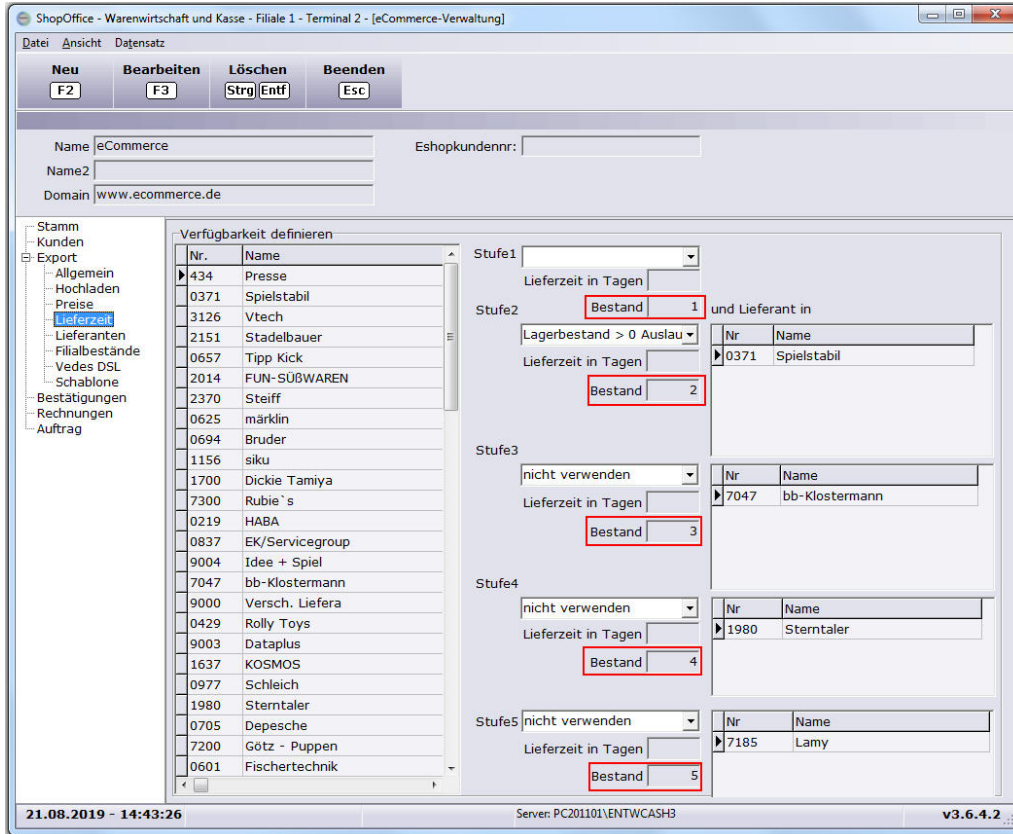 ShopOffice - Warenwirtschaft und Kasse - Filiale 1 - Terminal 2 - [eCommerce-Verwaltung]
Datei Ansicht Datensatz
Neu Bearbeiten Löschen Beenden
F2 F3 Strg Entf Esc
Name eCommerce Eshopkundennr:
Name2
Domain www.ecommerce.de
Stamm
Kunden
Export
Allgemein
Hochladen
Preise
Lieferzeit
Lieferanten
Filialbestände
Vedes DSL
Schablone
Bestätigungen
Rechnungen
Auftrag
Verfügbarkeit definieren
Nr. Name
434 Presse
0371 Spielstabil
3126 Vtech
2151 Stadelbauer
0657 Tipp Kick
2014 FUN-SÜßWAREN
2370 Steiff
0625 märklin
0694 Bruder
1156 siku
1700 Dickie Tamiya
7300 Rubie`s
0219 HABA
0837 EK/Servicegroup
9004 Idee + Spiel
7047 bb-Klostermann
9000 Versch. Liefera
0429 Rolly Toys
9003 Dataplus
1637 KOSMOS
0977 Schleich
1980 Sterntaler
0705 Depesche
7200 Götz - Puppen
0601 Fischertechnik
Stufe1
Lieferzeit in Tagen
Bestand 1 und Lieferant in
Stufe2
Lagerbestand > 0 Auslau
Lieferzeit in Tagen
Bestand 2
Nr Name
0371 Spielstabil
Stufe3
nicht verwenden
Lieferzeit in Tagen
Bestand 3
Nr Name
7047 bb-Klostermann
Stufe4
nicht verwenden
Lieferzeit in Tagen
Bestand 4
Nr Name
1980 Sterntaler
Stufe5 nicht verwenden
Lieferzeit in Tagen
Bestand 5
Nr Name
7185 Lamy
21.08.2019 - 14:43:26 Server: PC201101\ENTWCASH3 v3.6.4.2